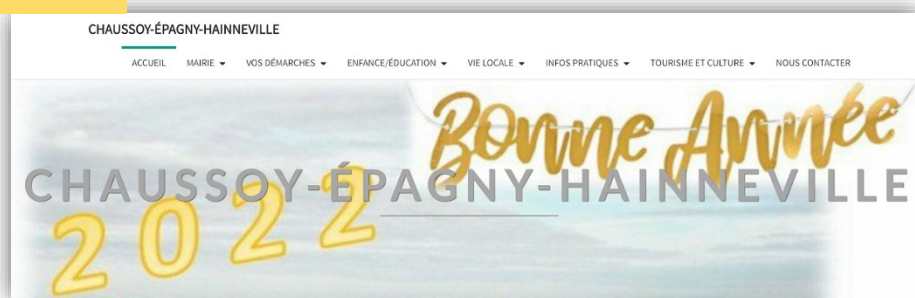 CHAUSSOY-ÉPAGNY-HAINNEVILLE
ACCUEIL MAIRIE VOS DÉMARCHES ENFANCE/ÉDUCATION VIE LOCALE INFOS PRATIQUES TOURISME ET CULTURE NOUS CONTACTER
Bonne Année
CHAUSSOY-ÉPAGNY-HAINNEVILLE
2022